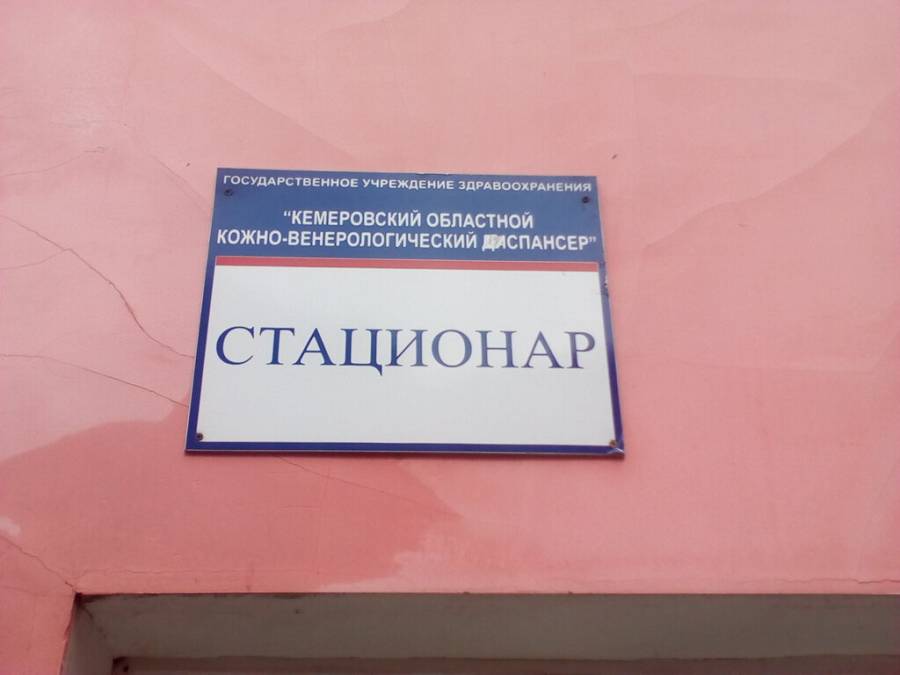 ГОСУДАРСТВЕННОЕ УЧРЕЖДЕНИЕ ЗДРАВООХРАНЕНИЯ
"КЕМЕРОВСКИЙ ОБЛАСТНОЙ
КОЖНО-ВЕНЕРОЛОГИЧЕСКИЙ ДИСПАНСЕР"
СТАЦИОНАР